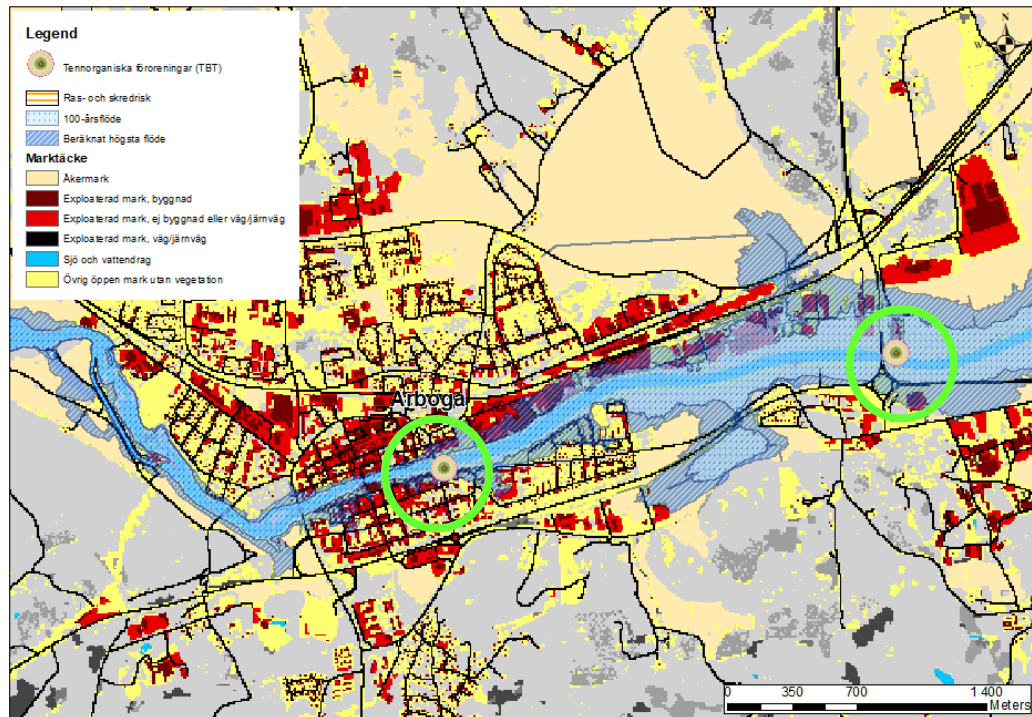 Legend
Tennorganiska föroreningar (TBT)
Ras- och skredrisk
100-årsflöde
Beräknat högsta flöde
Marktäcke
Åkermark
Exploaterad mark, byggnad
Exploaterad mark, ej byggnad eller väg/järnväg
Exploaterad mark, väg/järnväg
Sjö och vattendrag
Övrig öppen mark utan vegetation
N
W
Arboga
0 350 700 1 400
Meters